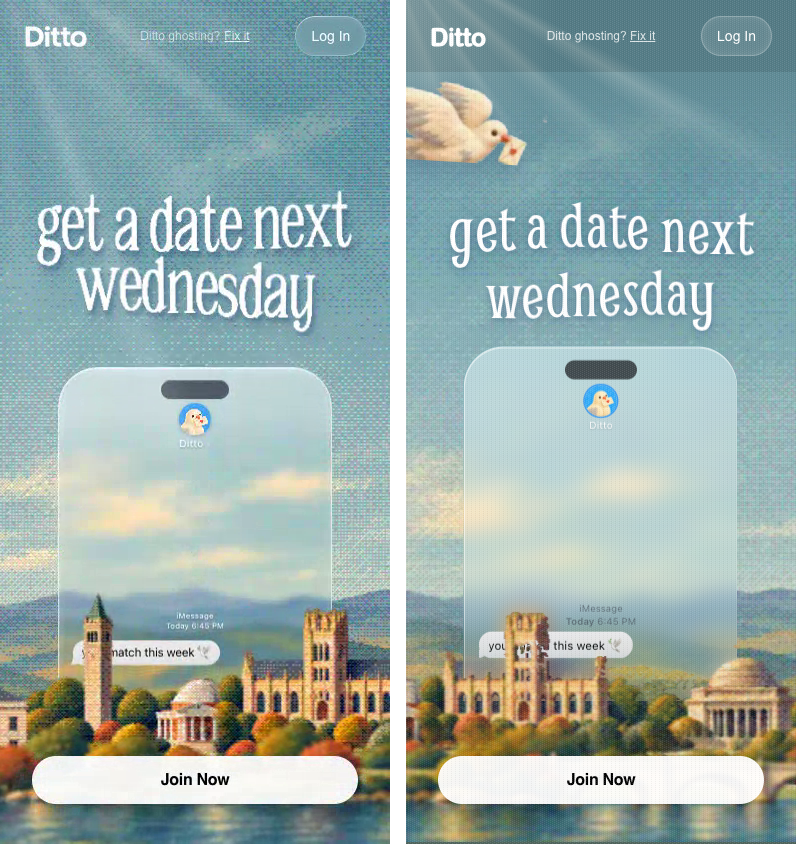 Ditto
Ditto ghosting? Fix it
Log In
get a date next
wednesday
Ditto
iMessage
Today 6:45 PM
match this week 🕊️
Join Now
Ditto
Ditto ghosting? Fix it
Log In
get a date next
wednesday
Ditto
iMessage
Today 6:45 PM
you this week 🕊️
Join Now